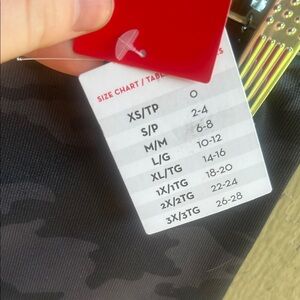 SIZE CHART / TABL
XS/TP 0
S/P 2-4
M/M 6-8
L/G 10-12
XL/TG 14-16
1X/1TG 18-20
2X/2TG 22-24
3X/3TG 26-28